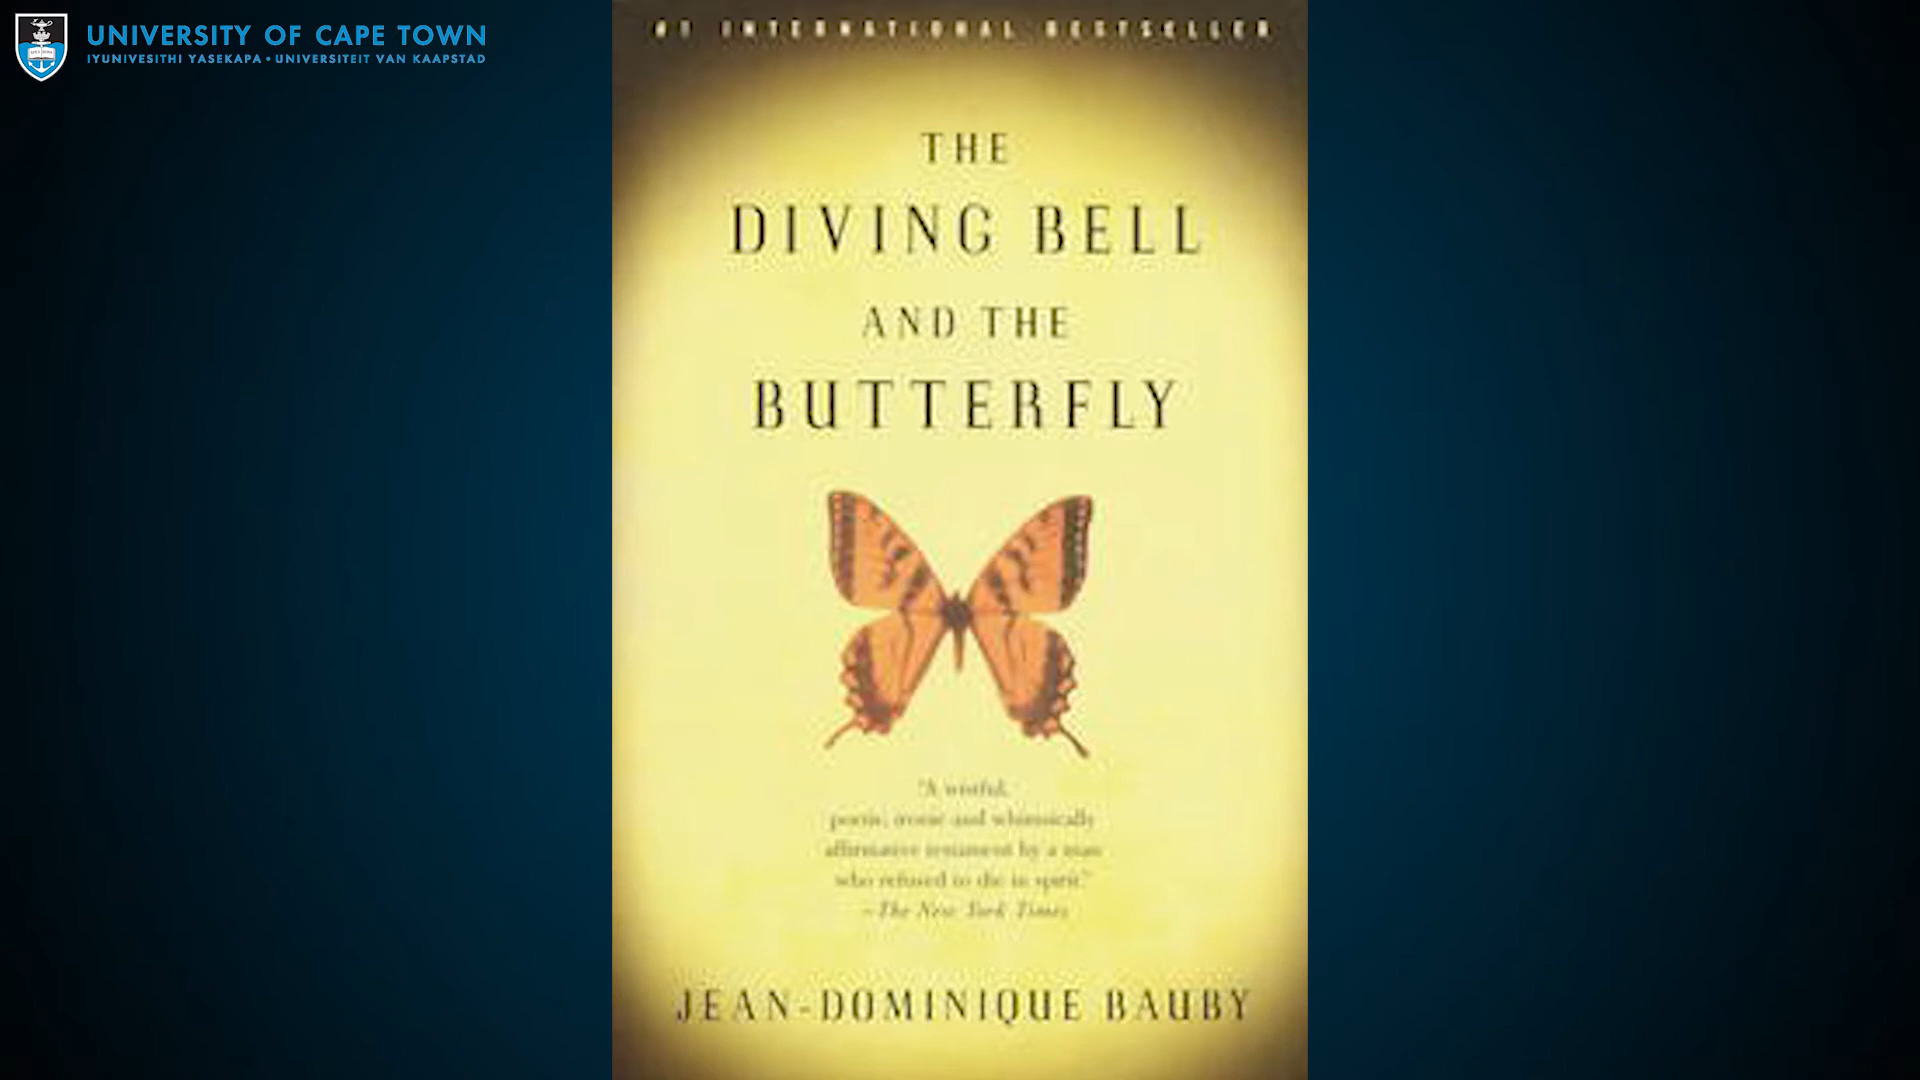 UNIVERSITY OF CAPE TOWN
IYUNIVESITHI YASEKAPA • UNIVERSITEIT VAN KAAPSTAD
#1 INTERNATIONAL BESTSELLER
THE
DIVING BELL
AND THE
BUTTERFLY
"A wistful,
poetic, ironic and whimsically
affirmative testament by a man
who refused to die in spirit."
–The New York Times
JEAN-DOMINIQUE BAUBY